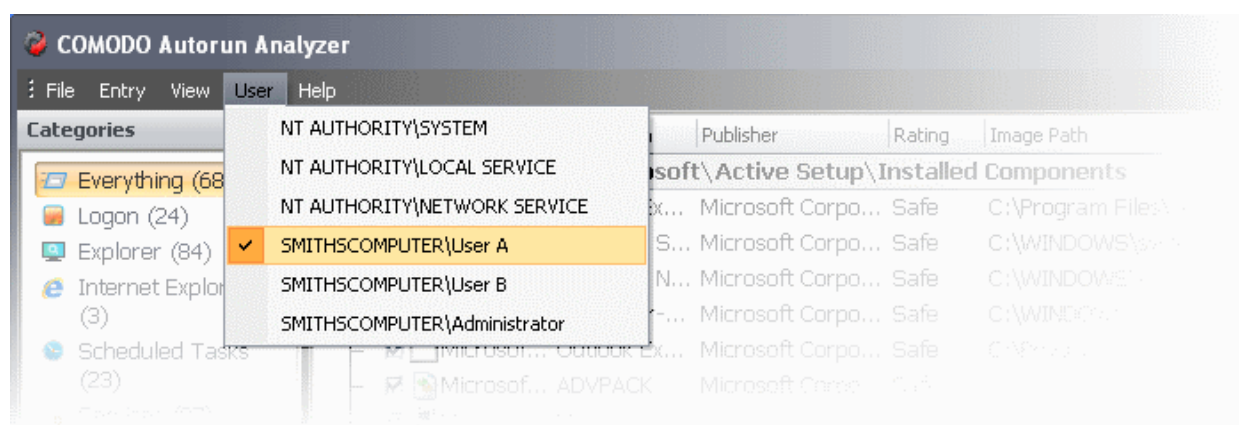 COMODO Autorun Analyzer
File Entry View User Help
Categories
Publisher Rating Image Path
NT AUTHORITY\SYSTEM
NT AUTHORITY\LOCAL SERVICE
NT AUTHORITY\NETWORK SERVICE
SMITHSCOMPUTER\User A
SMITHSCOMPUTER\User B
SMITHSCOMPUTER\Administrator
Everything (68
Logon (24)
Explorer (84)
Internet Explor
(3)
Scheduled Tasks
(23)
soft\Active Setup\Installed Components
x... Microsoft Corpo... Safe C:\Program Files\
S... Microsoft Corpo... Safe C:\WINDOWS\
N... Microsoft Corpo... Safe C:\WINDOWS\
-... Microsoft Corpo... Safe
Microsof... Outlook Ex... Microsoft Corpo... Safe
Microsof... ADVPACK Microsoft